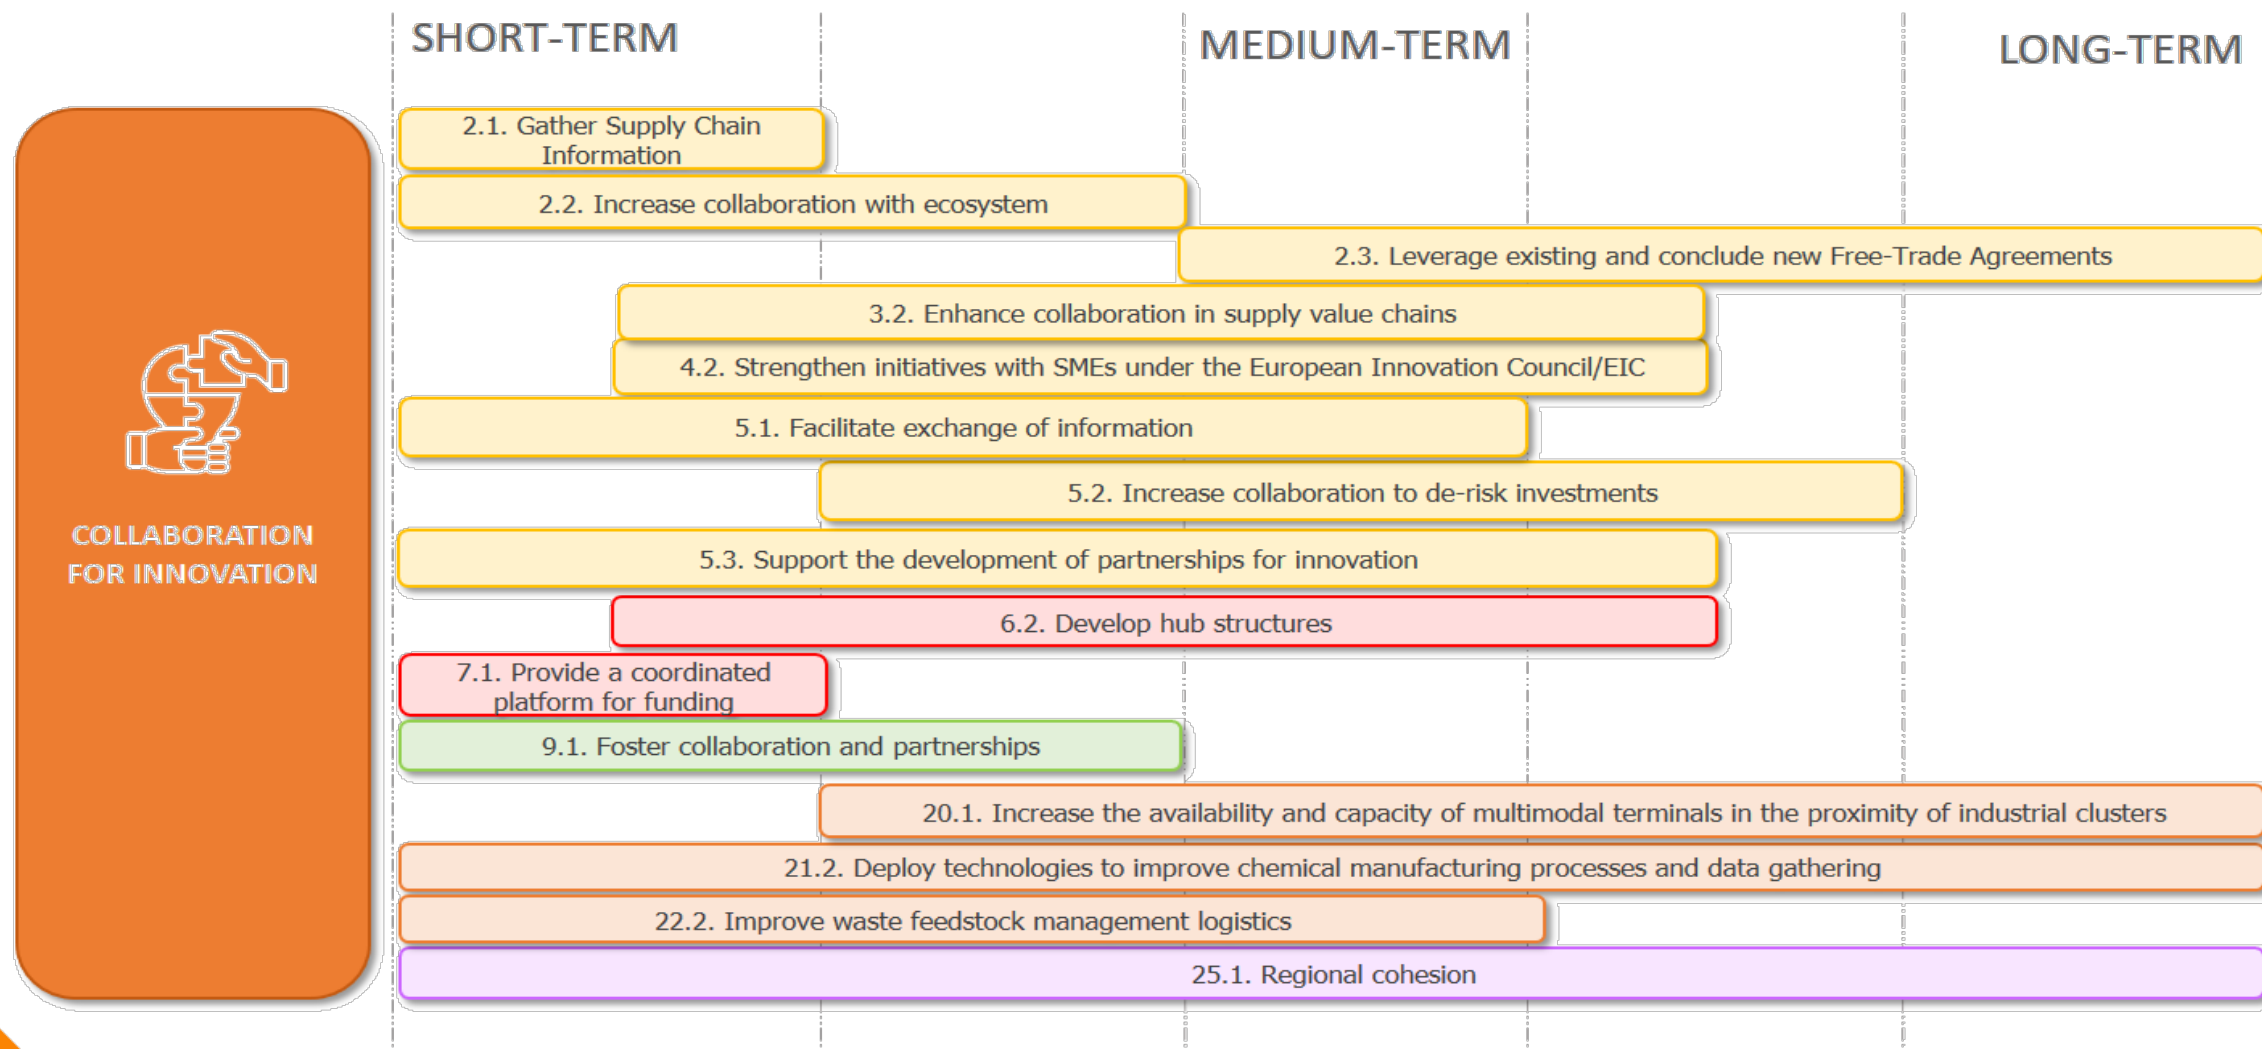 SHORT-TERM
MEDIUM-TERM
LONG-TERM
COLLABORATION
FOR INNOVATION
2.1. Gather Supply Chain
Information
2.2. Increase collaboration with ecosystem
2.3. Leverage existing and conclude new Free-Trade Agreements
3.2. Enhance collaboration in supply value chains
4.2. Strengthen initiatives with SMEs under the European Innovation Council/EIC
5.1. Facilitate exchange of information
5.2. Increase collaboration to de-risk investments
5.3. Support the development of partnerships for innovation
6.2. Develop hub structures
7.1. Provide a coordinated
platform for funding
9.1. Foster collaboration and partnerships
20.1. Increase the availability and capacity of multimodal terminals in the proximity of industrial clusters
21.2. Deploy technologies to improve chemical manufacturing processes and data gathering
22.2. Improve waste feedstock management logistics
25.1. Regional cohesion